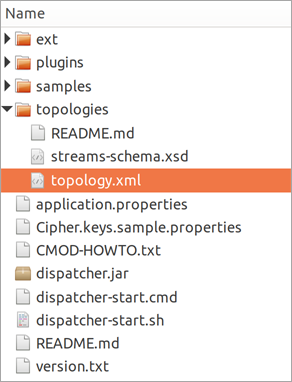 Name
ext
plugins
samples
topologies
README.md
streams-schema.xsd
topology.xml
application.properties
Cipher.keys.sample.properties
CMOD-HOWTO.txt
dispatcher.jar
dispatcher-start.cmd
dispatcher-start.sh
README.md
version.txt